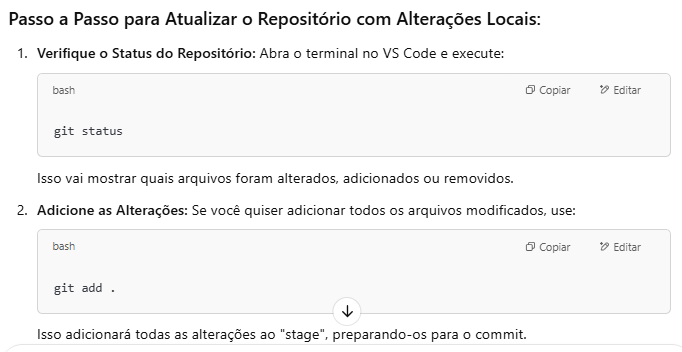 Passo a Passo para Atualizar o Repositório com Alterações Locais:
1. Verifique o Status do Repositório: Abra o terminal no VS Code e execute:
bash Copiar Editar
git status
Isso vai mostrar quais arquivos foram alterados, adicionados ou removidos.
2. Adicione as Alterações: Se você quiser adicionar todos os arquivos modificados, use:
bash Copiar Editar
git add .
Isso adicionará todas as alterações ao "stage", preparando-os para o commit.